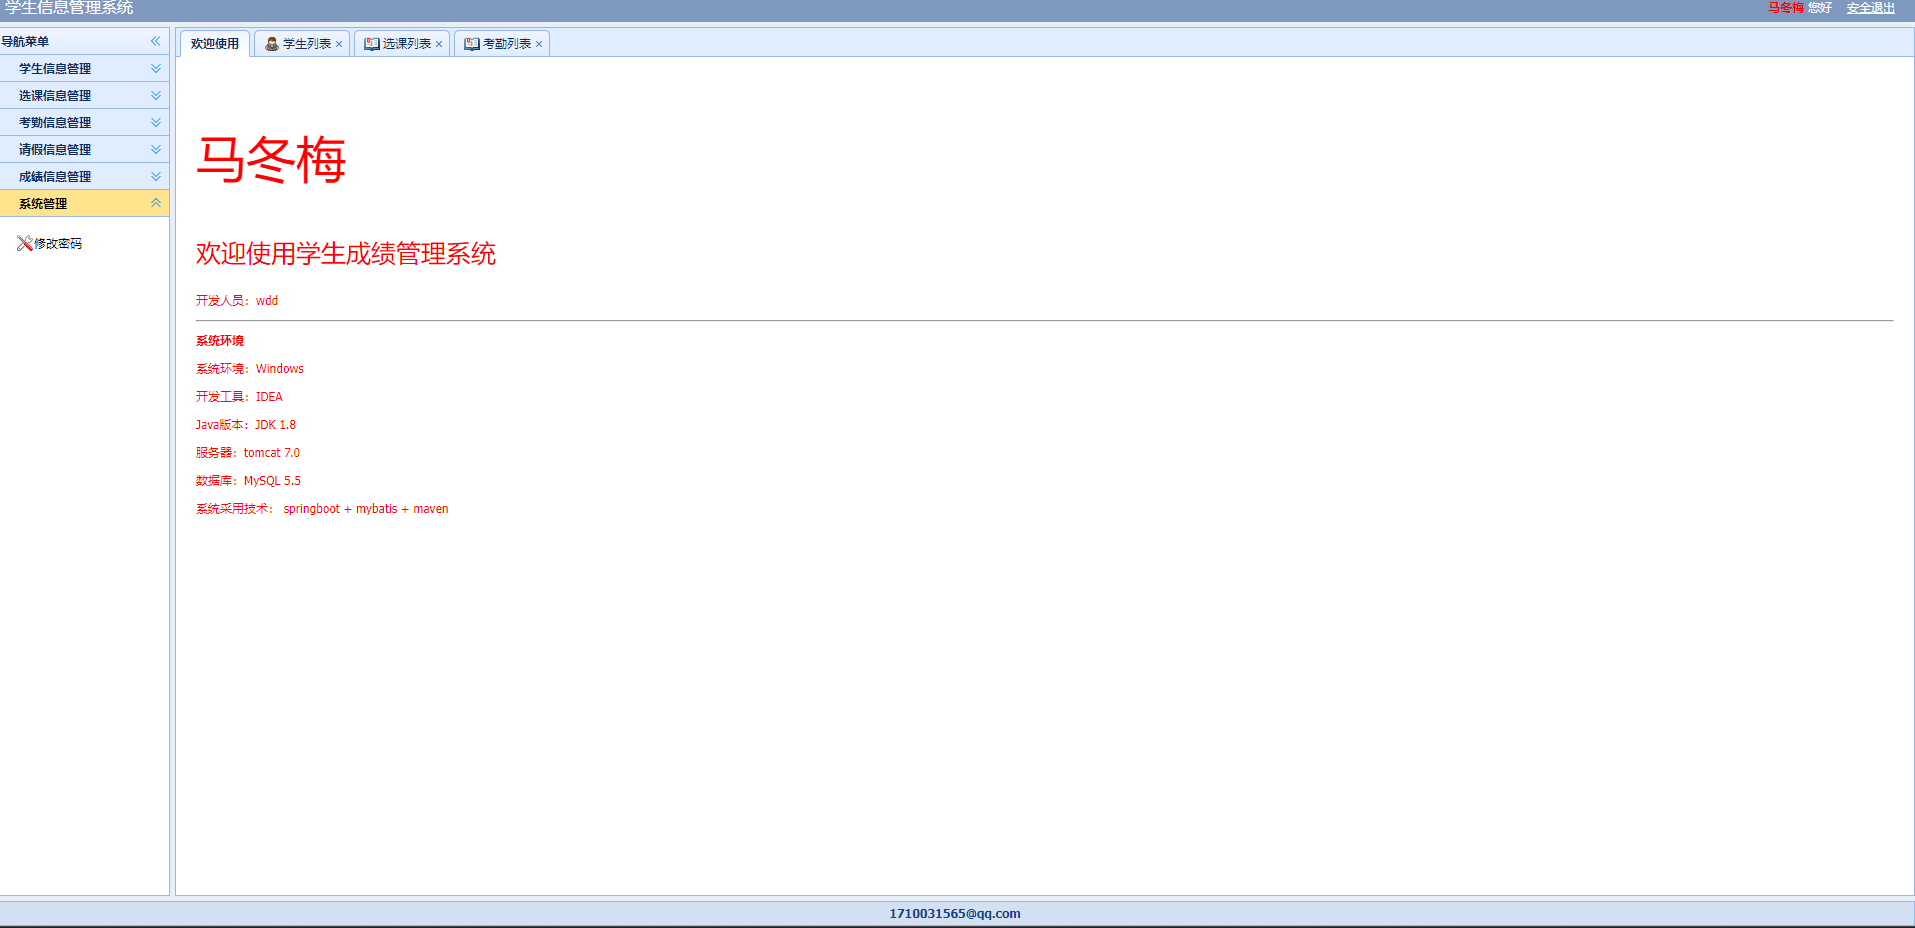 学生信息管理系统
马冬梅 您好 安全退出
导航菜单
学生信息管理
选课信息管理
考勤信息管理
请假信息管理
成绩信息管理
系统管理
修改密码
欢迎使用 学生列表 选课列表 考勤列表
马冬梅
欢迎使用学生成绩管理系统
开发人员：wdd
系统环境
系统环境：Windows
开发工具：IDEA
Java版本：JDK 1.8
服务器：tomcat 7.0
数据库：MySQL 5.5
系统采用技术： springboot + mybatis + maven
1710031565@qq.com